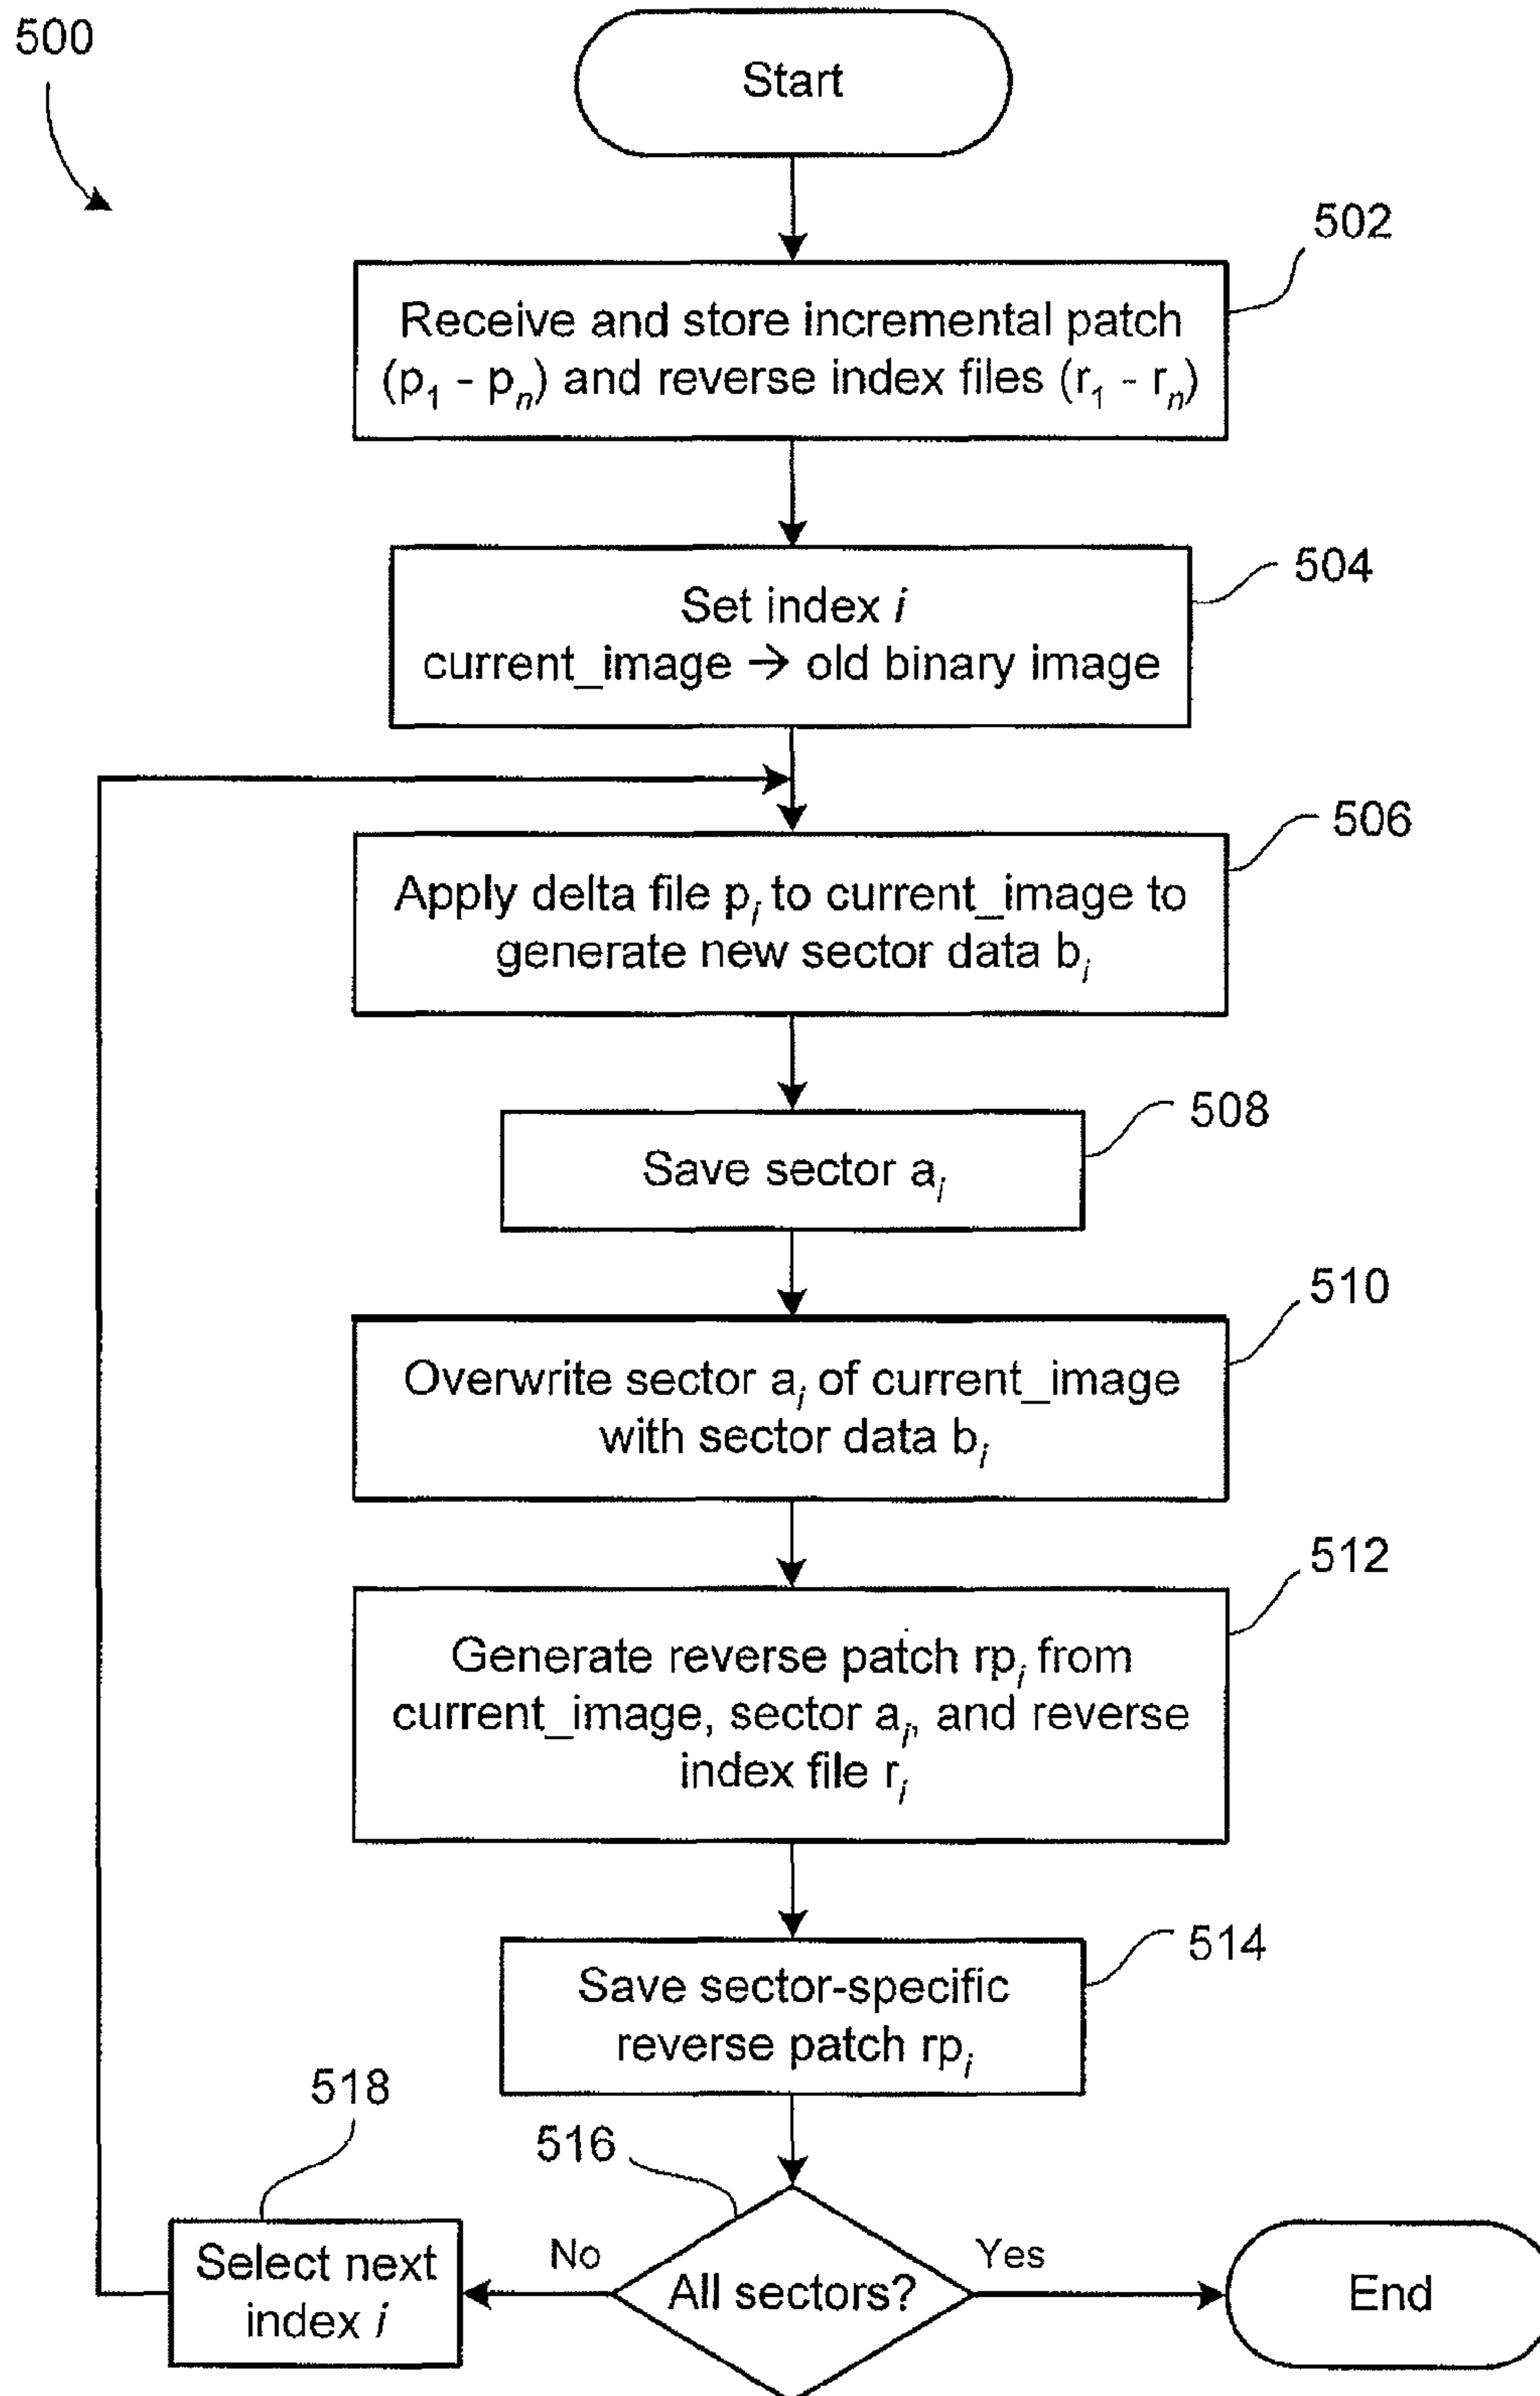 500
Start
502
Receive and store incremental patch
(p₁ - pₙ) and reverse index files (r₁ - rₙ)
504
Set index i
current_image → old binary image
506
Apply delta file pᵢ to current_image to
generate new sector data bᵢ
508
Save sector aᵢ
510
Overwrite sector aᵢ of current_image
with sector data bᵢ
512
Generate reverse patch rpᵢ from
current_image, sector aᵢ, and reverse
index file rᵢ
514
Save sector-specific
reverse patch rpᵢ
516
All sectors?
No
Yes
518
Select next
index i
End